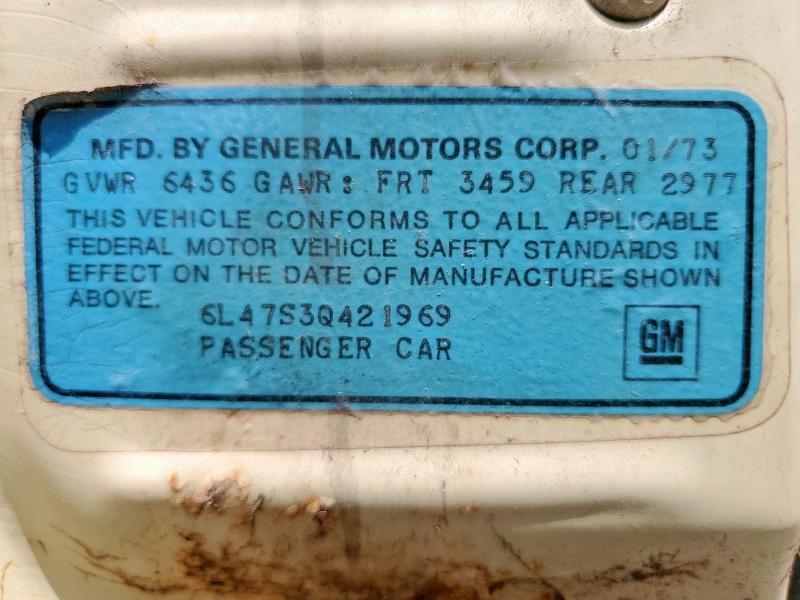 MFD. BY GENERAL MOTORS CORP. 01/73
GVWR 6436 GAWR: FRT 3459 REAR 2977
THIS VEHICLE CONFORMS TO ALL APPLICABLE
FEDERAL MOTOR VEHICLE SAFETY STANDARDS IN
EFFECT ON THE DATE OF MANUFACTURE SHOWN
ABOVE.
6L47S3Q421969
PASSENGER CAR
GM